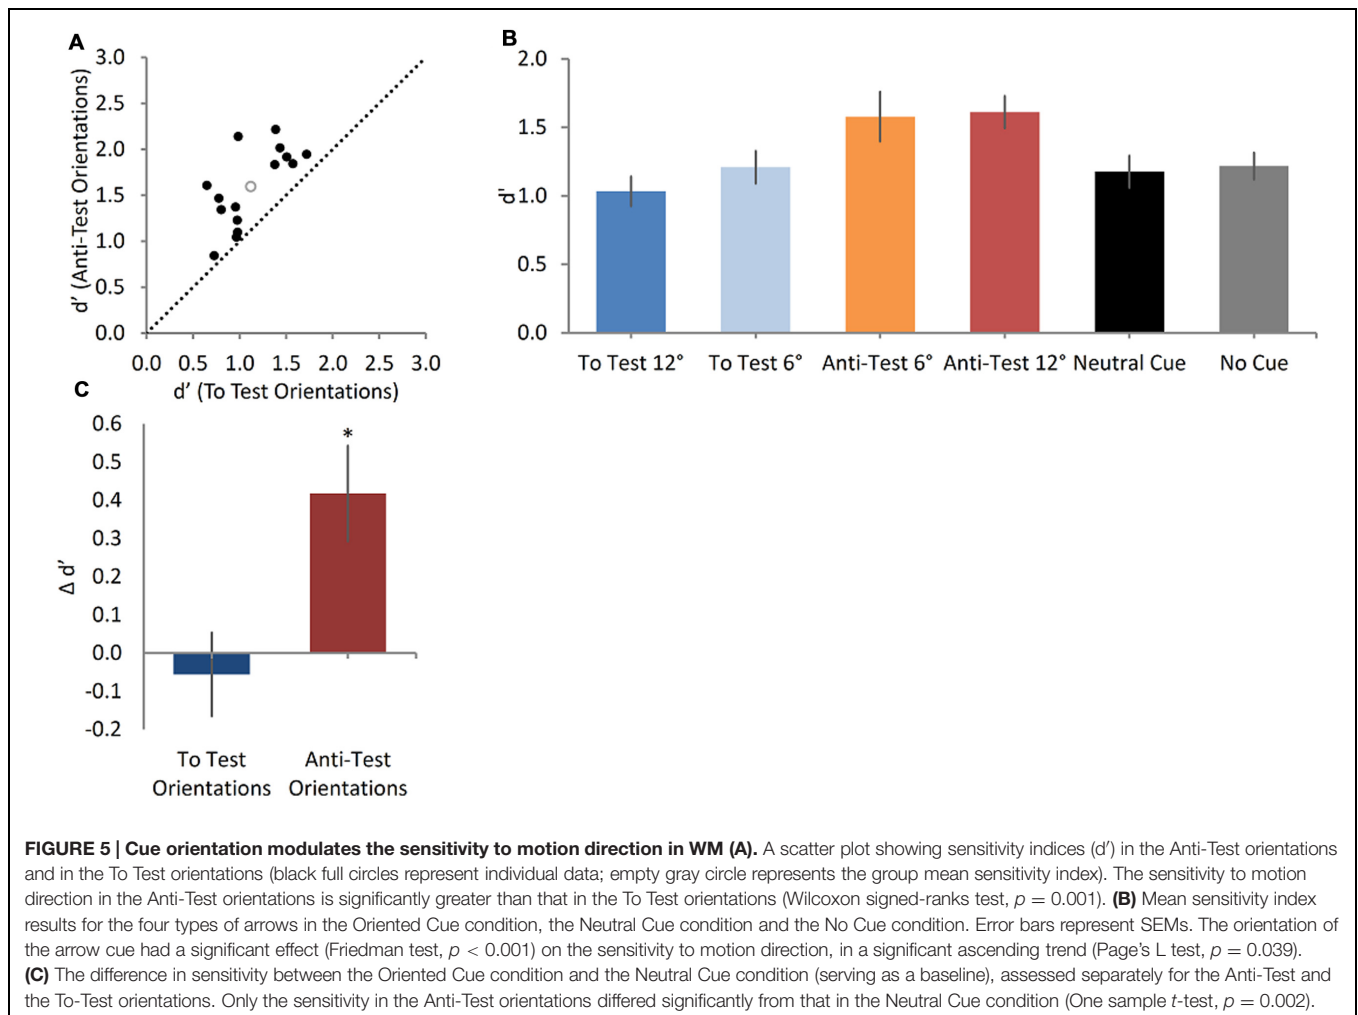 A
3.0
2.5
2.0
1.5
1.0
0.5
0.0
d′ (Anti-Test Orientations)
0.0 0.5 1.0 1.5 2.0 2.5 3.0
d′ (To Test Orientations)
B
2.0
1.5
1.0
0.5
0.0
d'
To Test 12° To Test 6° Anti-Test 6° Anti-Test 12° Neutral Cue No Cue
C
0.6
0.5
0.4
0.3
0.2
0.1
0.0
-0.1
-0.2
Δ d′
*
To Test Anti-Test
Orientations Orientations
FIGURE 5 | Cue orientation modulates the sensitivity to motion direction in WM (A). A scatter plot showing sensitivity indices (d′) in the Anti-Test orientations
and in the To Test orientations (black full circles represent individual data; empty gray circle represents the group mean sensitivity index). The sensitivity to motion
direction in the Anti-Test orientations is significantly greater than that in the To Test orientations (Wilcoxon signed-ranks test, p = 0.001). (B) Mean sensitivity index
results for the four types of arrows in the Oriented Cue condition, the Neutral Cue condition and the No Cue condition. Error bars represent SEMs. The orientation of
the arrow cue had a significant effect (Friedman test, p < 0.001) on the sensitivity to motion direction, in a significant ascending trend (Page's L test, p = 0.039).
(C) The difference in sensitivity between the Oriented Cue condition and the Neutral Cue condition (serving as a baseline), assessed separately for the Anti-Test and
the To-Test orientations. Only the sensitivity in the Anti-Test orientations differed significantly from that in the Neutral Cue condition (One sample t-test, p = 0.002).